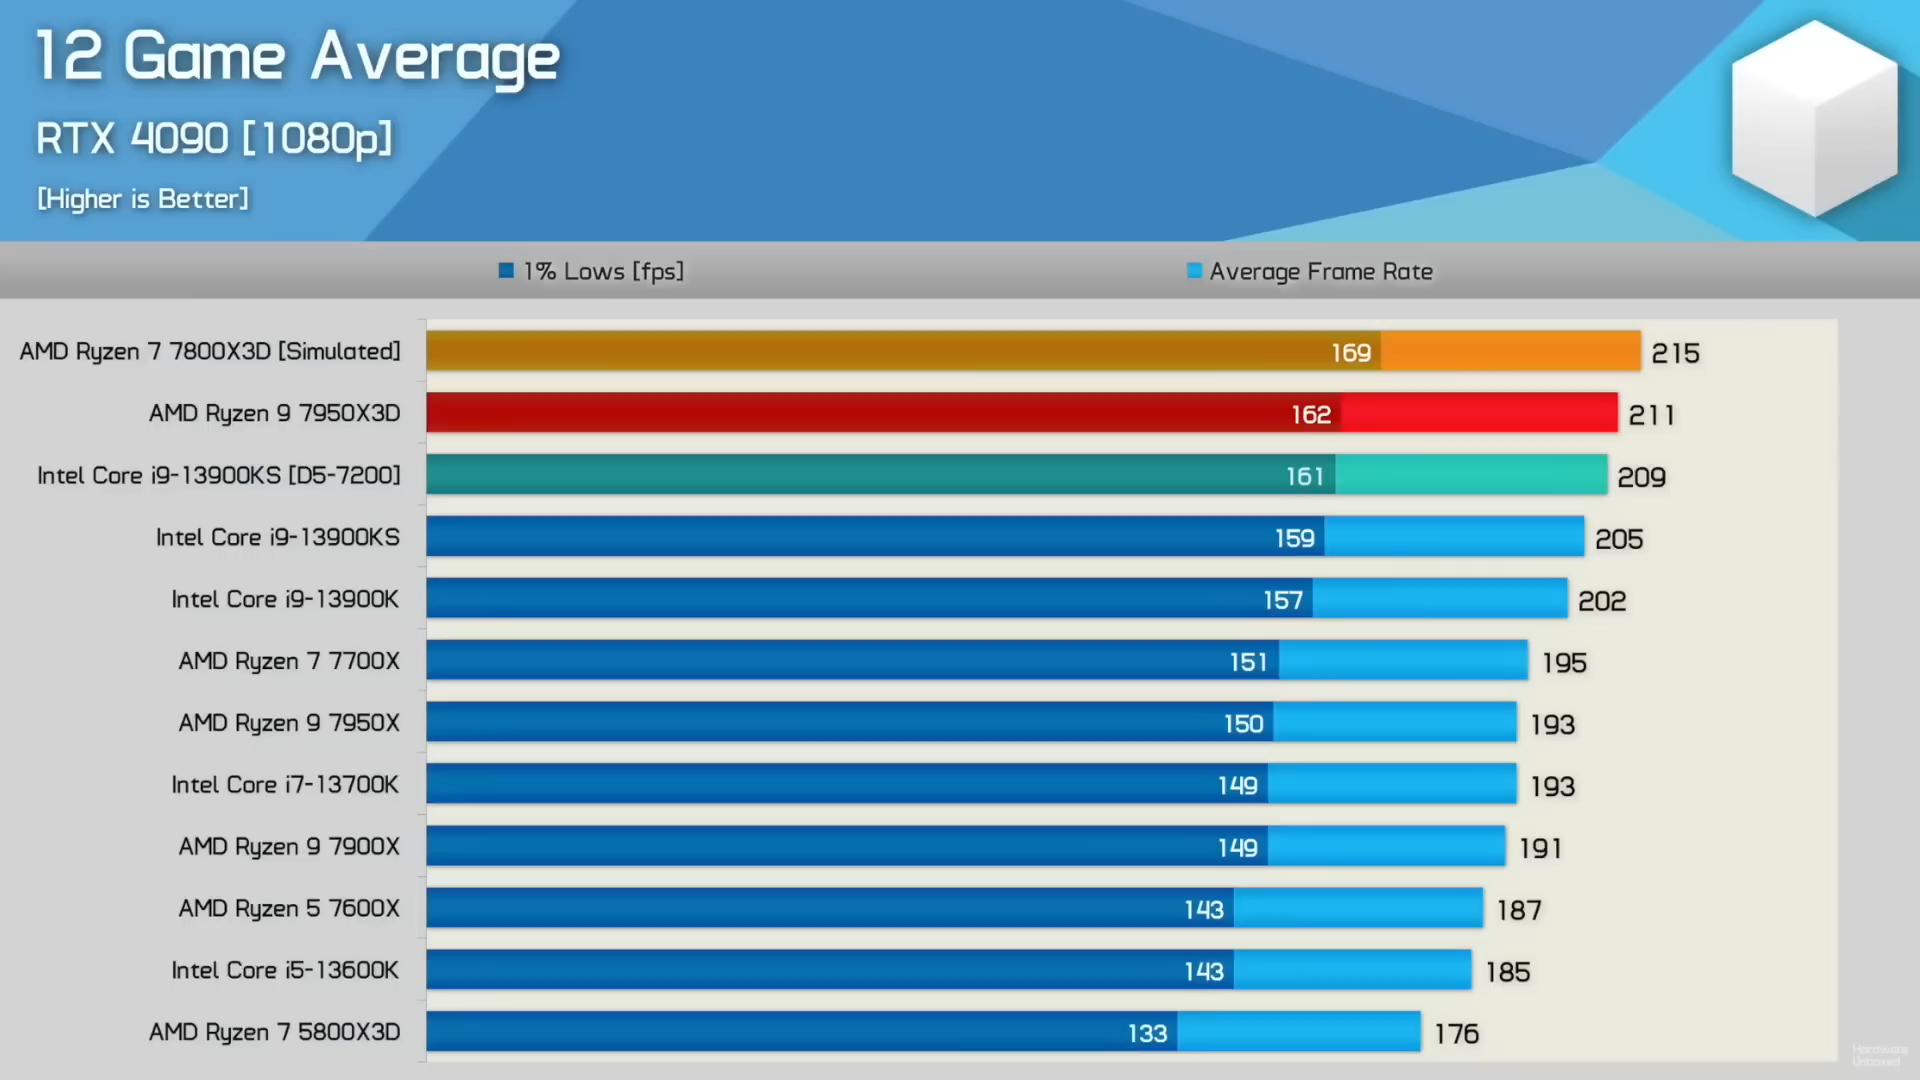 12 Game Average
RTX 4090 [1080p]
[Higher is Better]
1% Lows [fps]
Average Frame Rate
AMD Ryzen 7 7800X3D [Simulated] 169 215
AMD Ryzen 9 7950X3D 162 211
Intel Core i9-13900KS [D5-7200] 161 209
Intel Core i9-13900KS 159 205
Intel Core i9-13900K 157 202
AMD Ryzen 7 7700X 151 195
AMD Ryzen 9 7950X 150 193
Intel Core i7-13700K 149 193
AMD Ryzen 9 7900X 149 191
AMD Ryzen 5 7600X 143 187
Intel Core i5-13600K 143 185
AMD Ryzen 7 5800X3D 133 176
Hardware
Unboxed